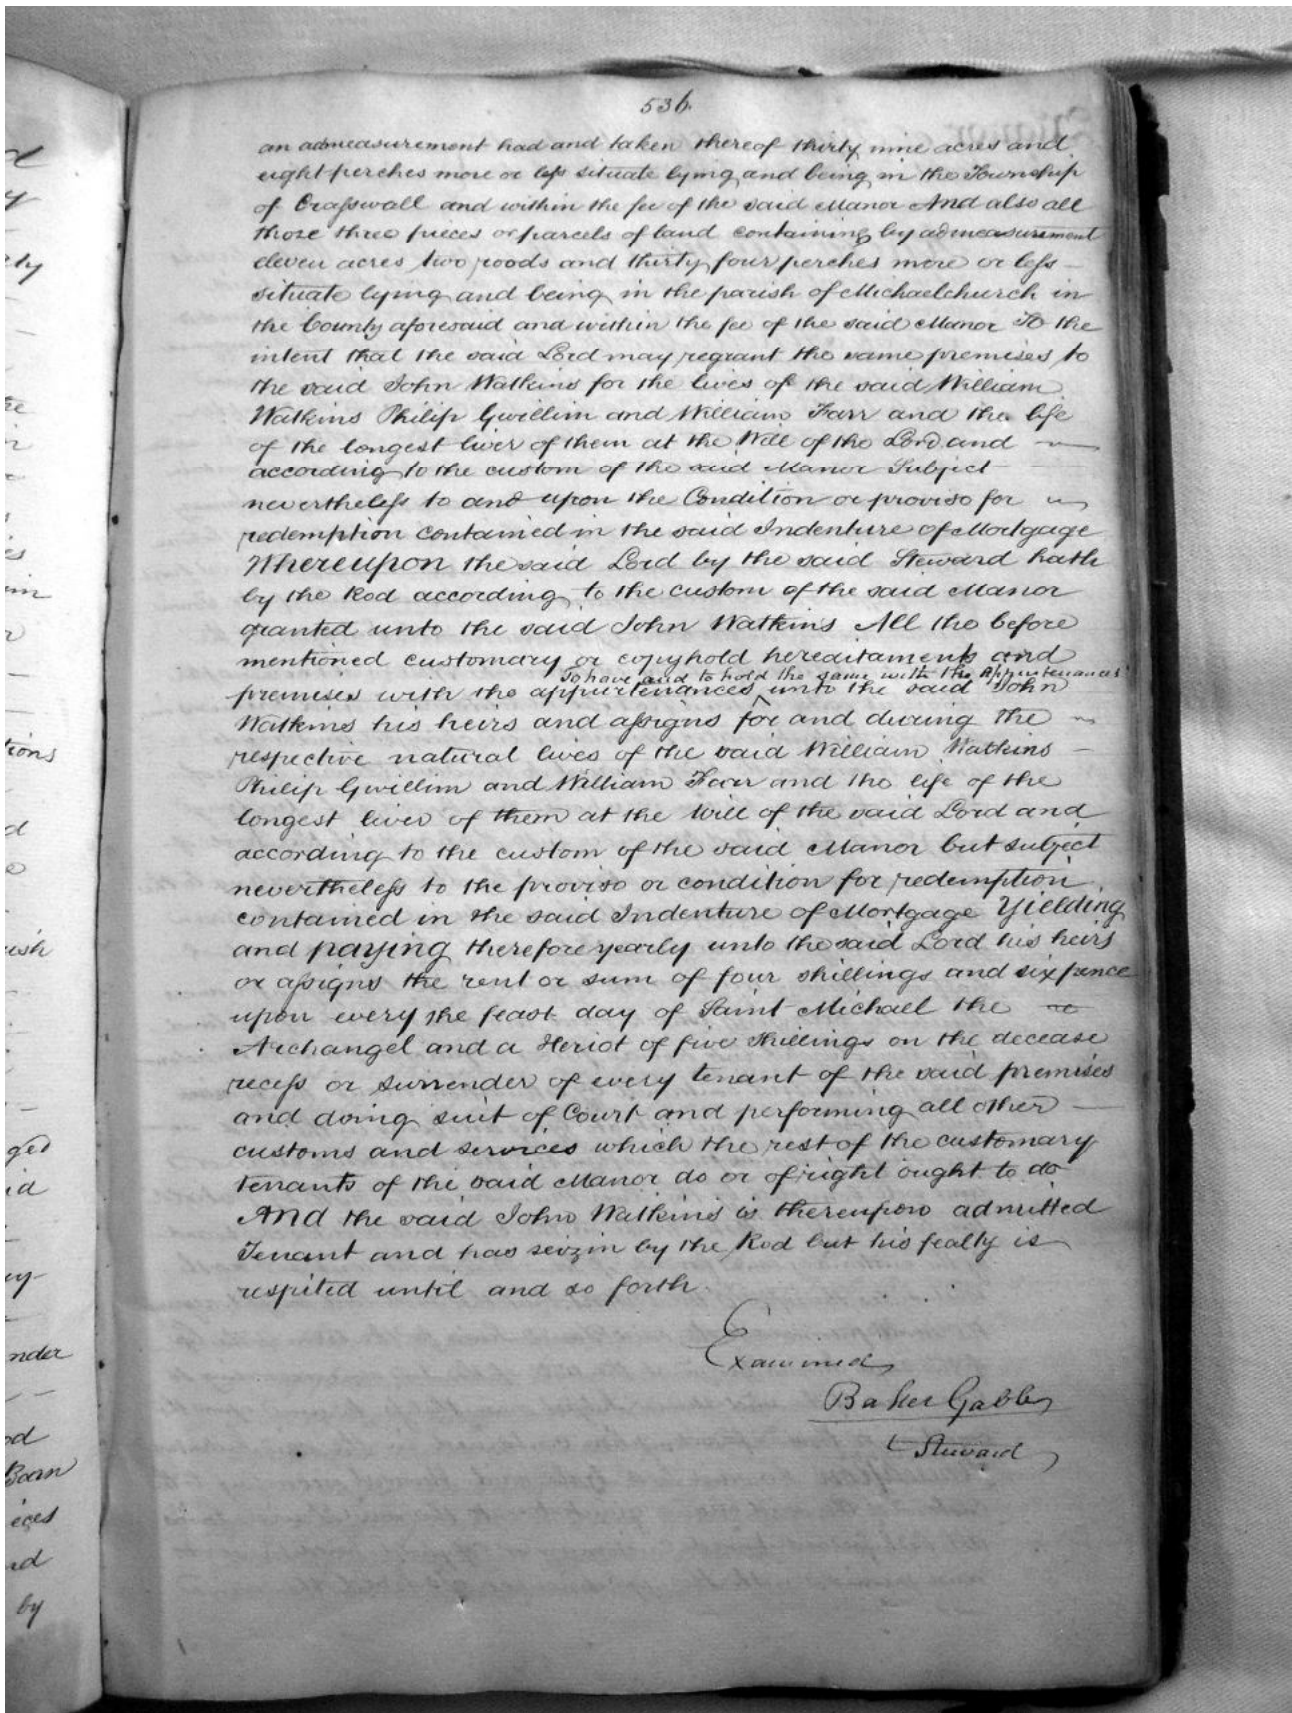 536.
an admeasurement had and taken thereof thirty nine acres and
eight perches more or less situate lying and being in the Township
of Crasswall and within the fee of the said Manor And also all
those three pieces or parcels of land containing by admeasurement
eleven acres two roods and thirty four perches more or less
situate lying and being in the parish of Michaelchurch in
the County aforesaid and within the fee of the said Manor To the
intent that the said Lord may regrant the same premises to
the said John Watkins for the lives of the said William
Watkins Philip Gwillim and William Farr and the life
of the longest liver of them at the Will of the Lord and
according to the custom of the said Manor Subject
nevertheless to and upon the Condition or proviso for
redemption contained in the said Indenture of Mortgage
Whereupon the said Lord by the said Steward hath
by the Rod according to the custom of the said Manor
granted unto the said John Watkins All the before
mentioned customary or copyhold hereditaments and
To have and to hold the same with the Appurtenances
premises with the appurtenances unto the said John
Watkins his heirs and assigns for and during the
respective natural lives of the said William Watkins
Philip Gwillim and William Farr and the life of the
longest liver of them at the Will of the said Lord and
according to the custom of the said Manor but subject
nevertheless to the proviso or condition for redemption
contained in the said Indenture of Mortgage Yielding
and paying therefore yearly unto the said Lord his heirs
or assigns the rent or sum of four shillings and six pence
upon every the feast day of Saint Michael the
Archangel and a Heriot of five shillings on the decease
recess or surrender of every tenant of the said premises
and doing suit of Court and performing all other
customs and services which the rest of the customary
tenants of the said Manor do or of right ought to do
And the said John Watkins is thereupon admitted
Tenant and has seizin by the Rod but his fealty is
respited until and so forth.
Examined
Baker Gabb
Steward